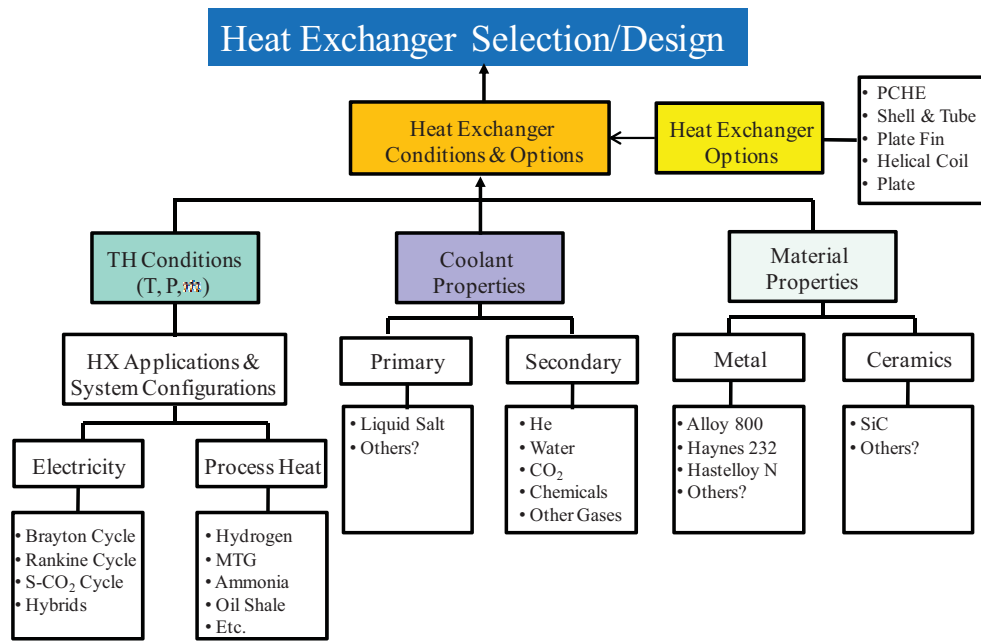 Heat Exchanger Selection/Design
Heat Exchanger
Conditions & Options
Heat Exchanger
Options
• PCHE
• Shell & Tube
• Plate Fin
• Helical Coil
• Plate
TH Conditions
(T, P, ṁ)
Coolant
Properties
Material
Properties
HX Applications &
System Configurations
Primary
Secondary
Metal
Ceramics
• Liquid Salt
• Others?
• He
• Water
• CO₂
• Chemicals
• Other Gases
• Alloy 800
• Haynes 232
• Hastelloy N
• Others?
• SiC
• Others?
Electricity
Process Heat
• Brayton Cycle
• Rankine Cycle
• S-CO₂ Cycle
• Hybrids
• Hydrogen
• MTG
• Ammonia
• Oil Shale
• Etc.